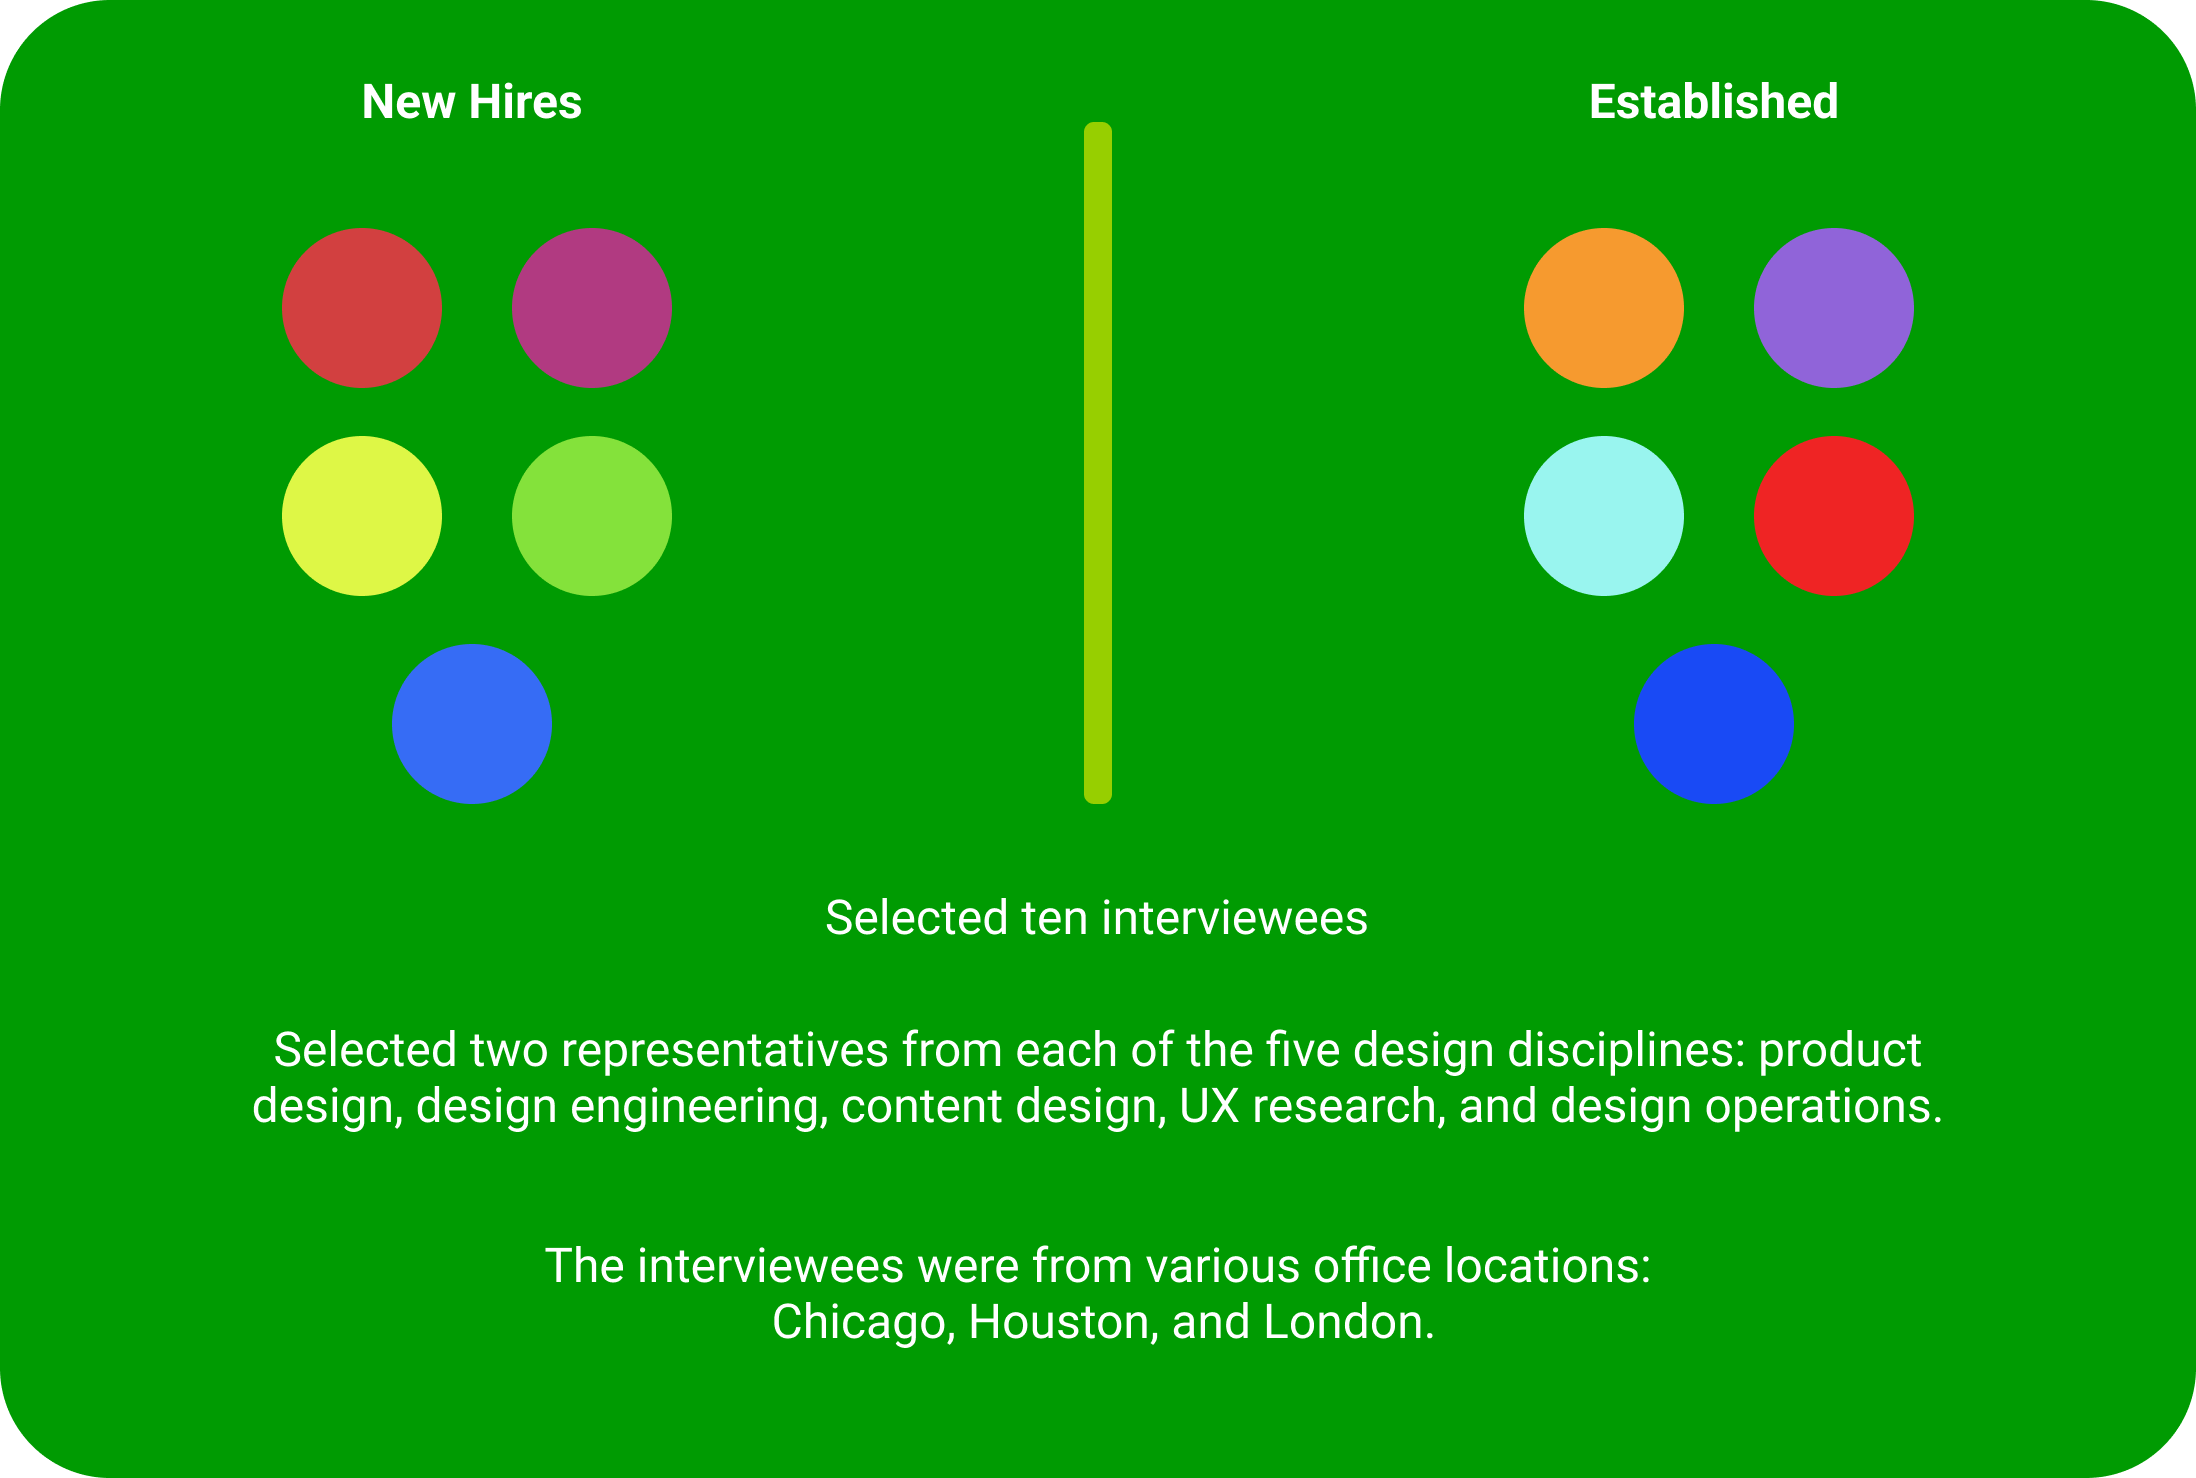 New Hires
Established
Selected ten interviewees
Selected two representatives from each of the five design disciplines: product
design, design engineering, content design, UX research, and design operations.
The interviewees were from various office locations:
Chicago, Houston, and London.